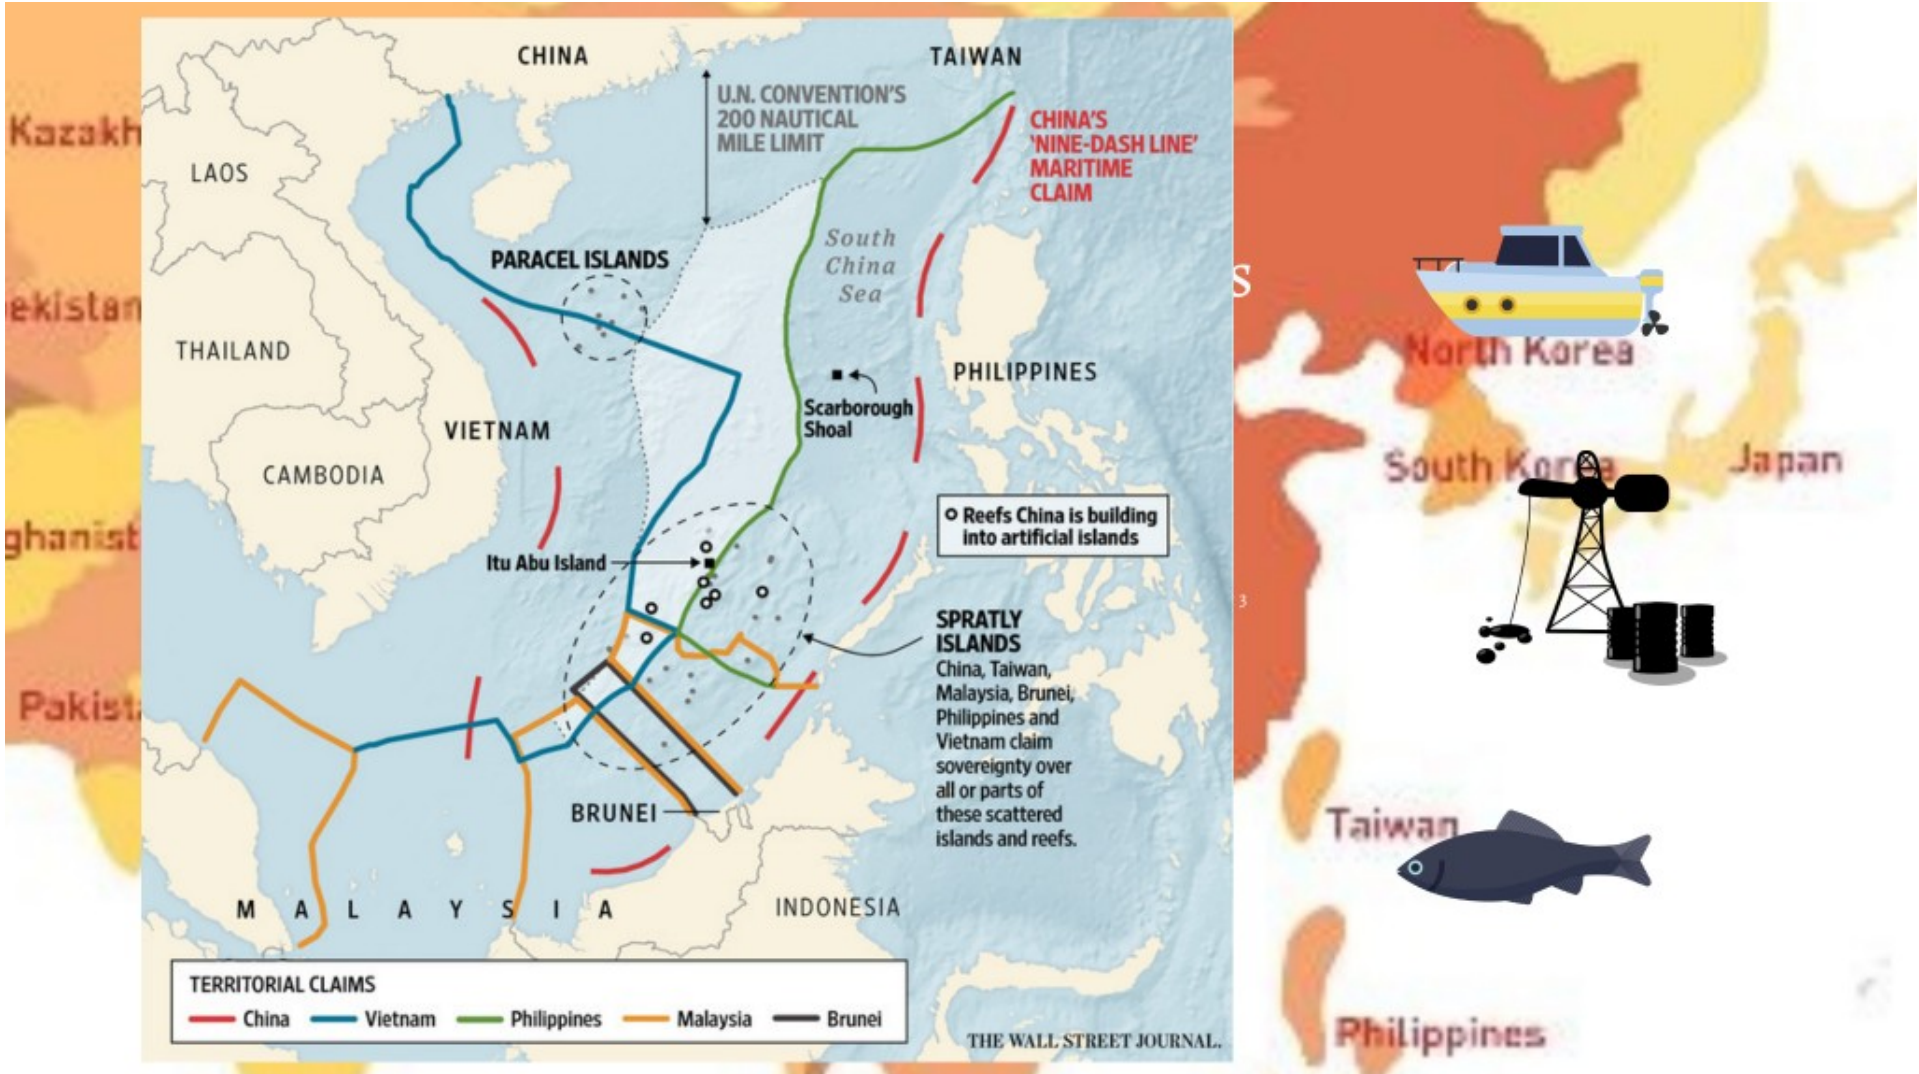 CHINA
TAIWAN
U.N. CONVENTION'S
200 NAUTICAL
MILE LIMIT
CHINA'S
'NINE-DASH LINE'
MARITIME
CLAIM
Kazakh
LAOS
South
China
Sea
PARACEL ISLANDS
s
ekistan
THAILAND
North Korea
PHILIPPINES
Scarborough
Shoal
VIETNAM
CAMBODIA
South Korea
Japan
Reefs China is building
into artificial islands
ghanist
Itu Abu Island
3
SPRATLY
ISLANDS
China, Taiwan,
Malaysia, Brunei,
Philippines and
Vietnam claim
sovereignty over
all or parts of
these scattered
islands and reefs.
Pakista
BRUNEI
Taiwan
MALAYSIA
INDONESIA
TERRITORIAL CLAIMS
China Vietnam Philippines Malaysia Brunei
THE WALL STREET JOURNAL.
Philippines